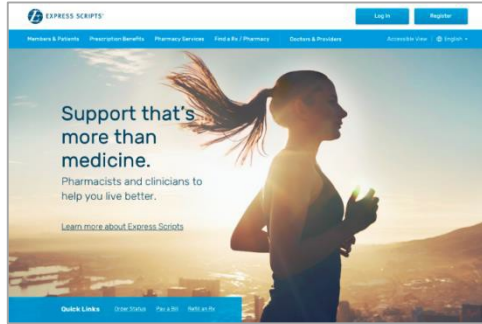 EXPRESS SCRIPTS®
Log In Register
Members & Patients Prescription Benefits Pharmacy Services Find a Rx / Pharmacy Doctors & Providers Accessible View | English
Support that's
more than
medicine.
Pharmacists and clinicians to
help you live better.
Learn more about Express Scripts
Quick Links Order Status Pay a Bill Refill an Rx